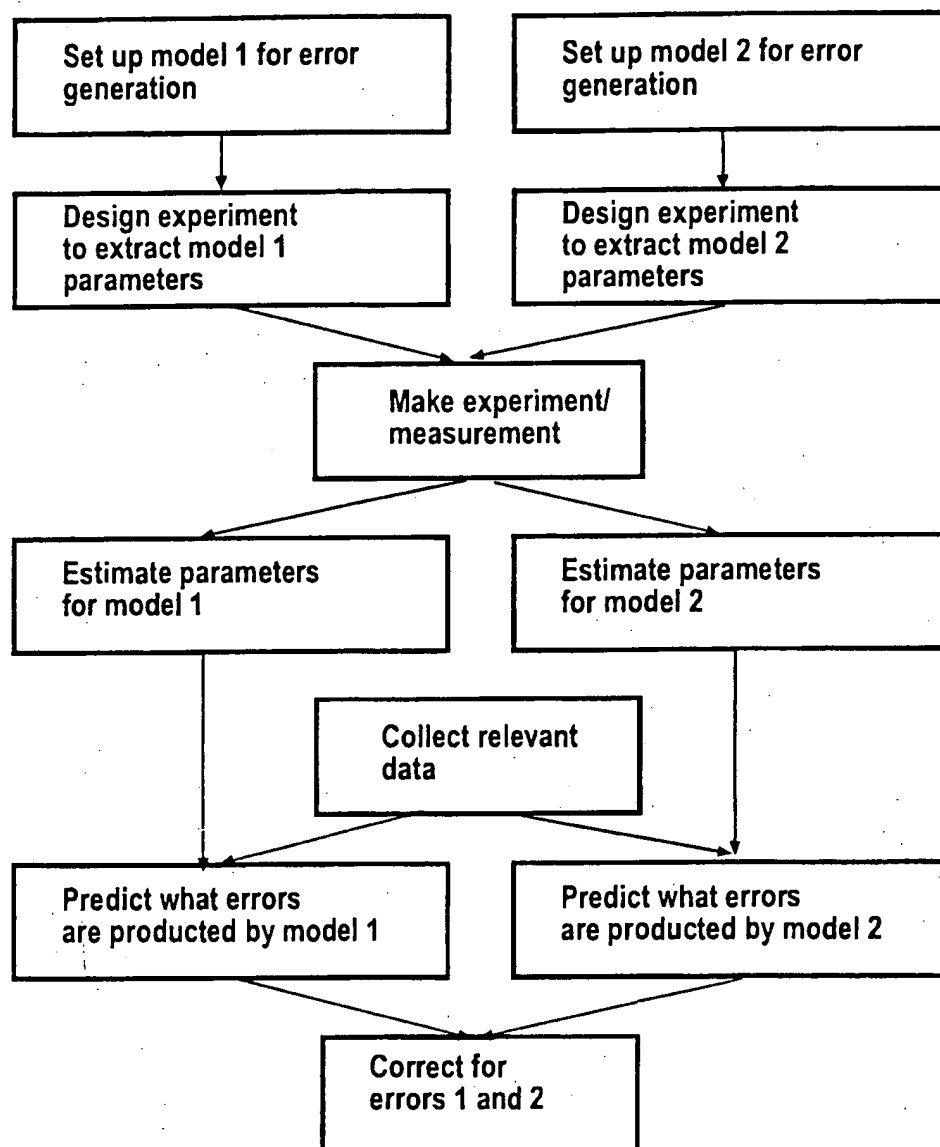 Set up model 1 for error
generation
Set up model 2 for error
generation
Design experiment
to extract model 1
parameters
Design experiment
to extract model 2
parameters
Make experiment/
measurement
Estimate parameters
for model 1
Estimate parameters
for model 2
Collect relevant
data
Predict what errors
are producted by model 1
Predict what errors
are producted by model 2
Correct for
errors 1 and 2